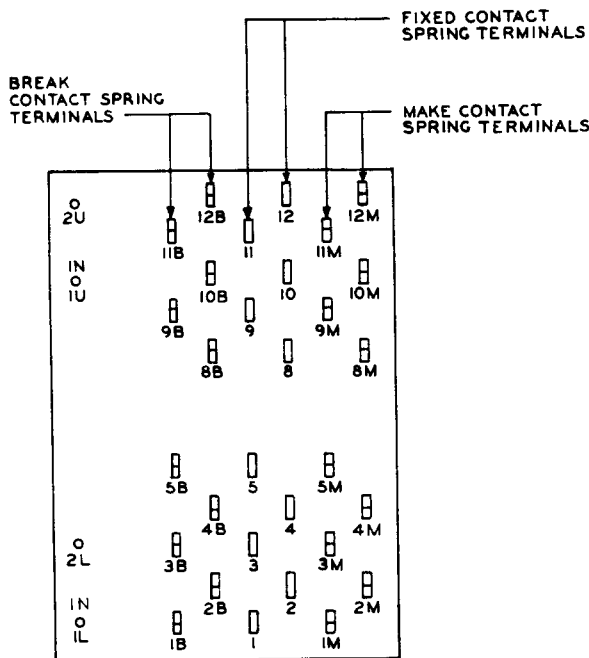 FIXED CONTACT
SPRING TERMINALS
BREAK
CONTACT SPRING
TERMINALS
MAKE CONTACT
SPRING TERMINALS
O
2U
12B 12 12M
11B 11 11M
IN
O
1U
10B 10 10M
9B 9 9M
8B 8 8M
5B 5 5M
4B 4 4M
O
2L
3B 3 3M
2B 2 2M
IN
O
1L
1B 1 1M